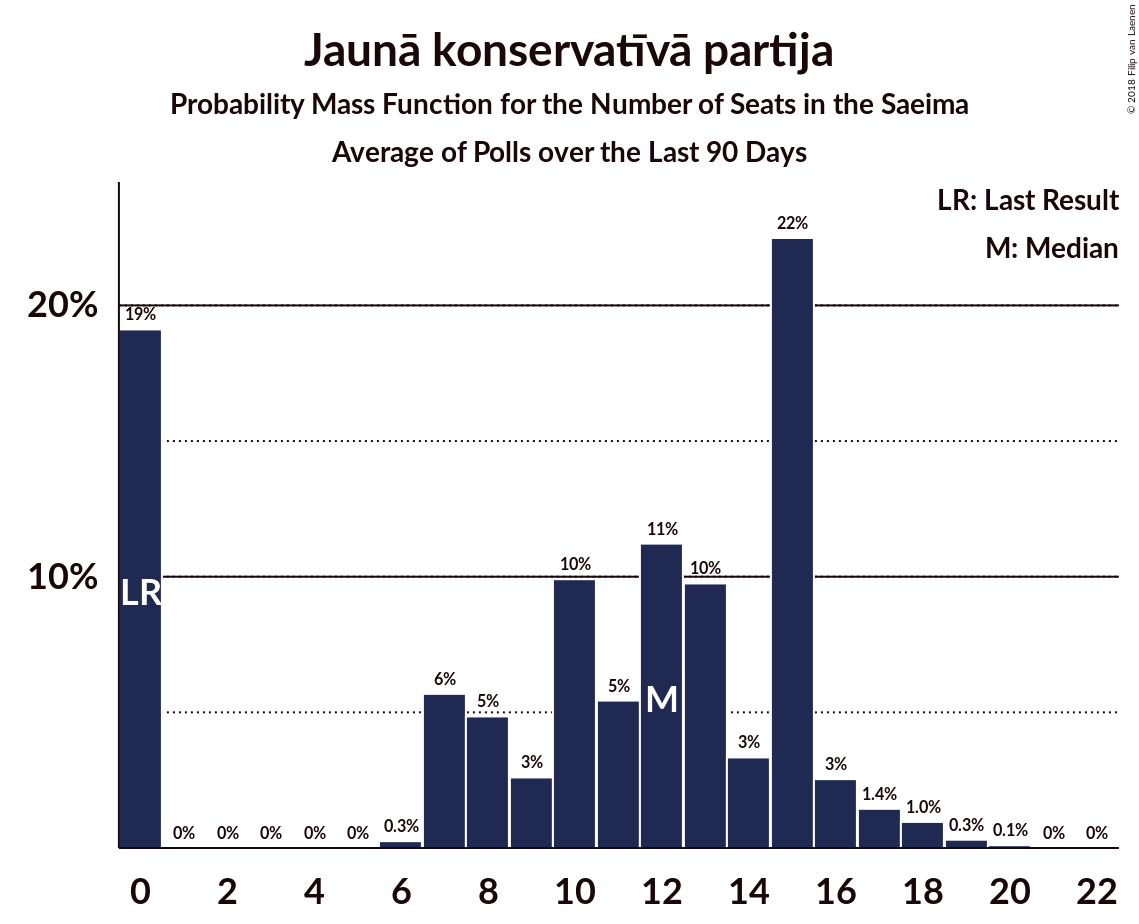 Jaunā konservatīvā partija
Probability Mass Function for the Number of Seats in the Saeima
Average of Polls over the Last 90 Days
© 2018 Filip van Laenen
LR: Last Result
M: Median
20%
10%
19%
0%
0%
0%
0%
0%
0.3%
6%
5%
3%
10%
5%
11%
10%
3%
22%
3%
1.4%
1.0%
0.3%
0.1%
0%
0%
LR
M
0 2 4 6 8 10 12 14 16 18 20 22